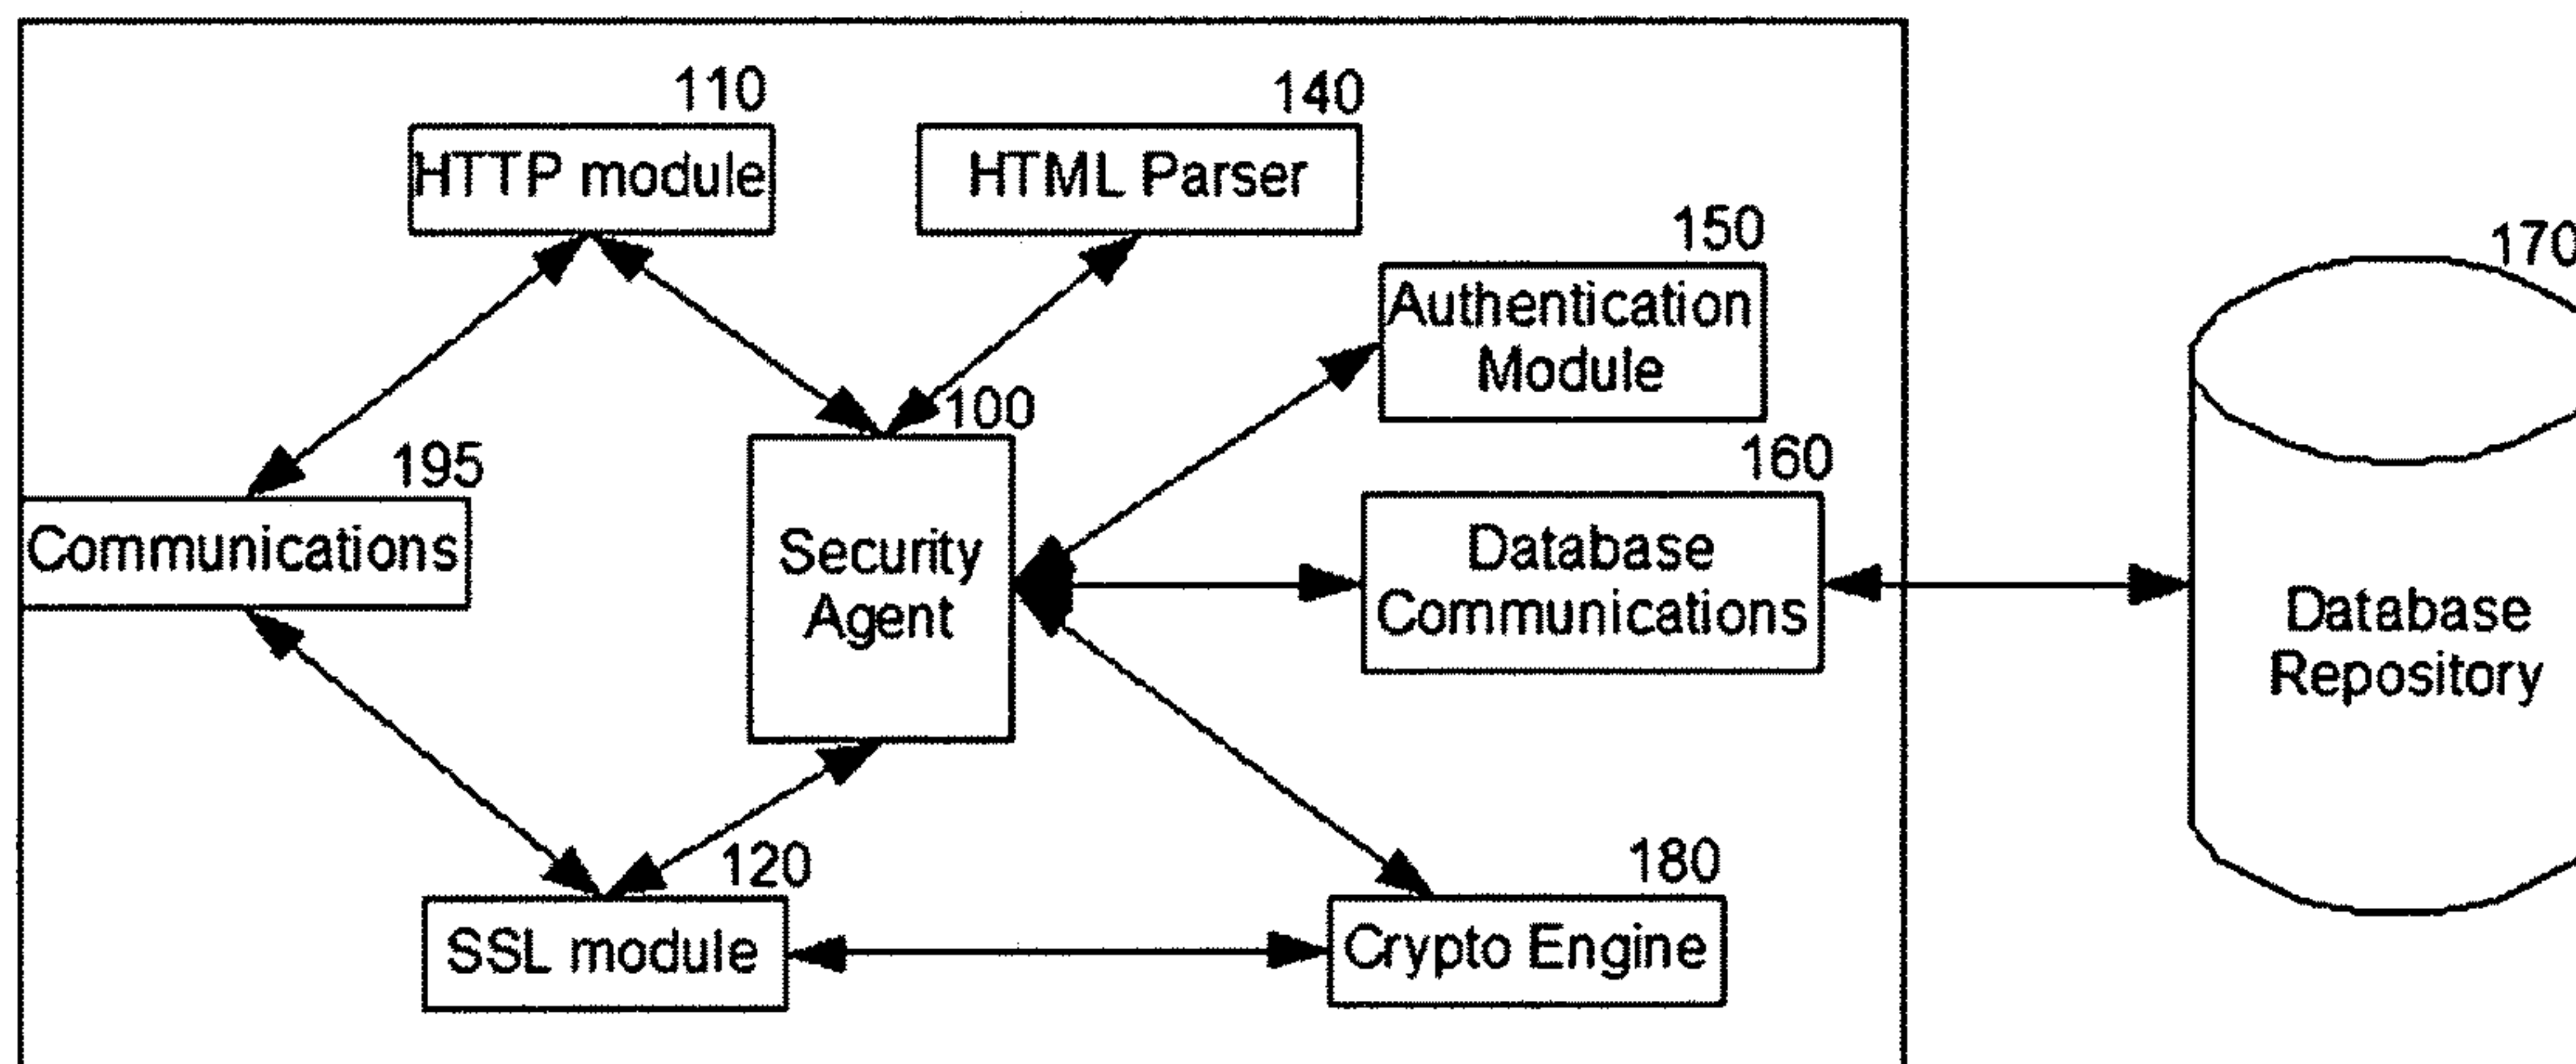 110
HTTP module
140
HTML Parser
150
Authentication
Module
170
100
Security
Agent
195
Communications
160
Database
Communications
Database
Repository
120
SSL module
180
Crypto Engine